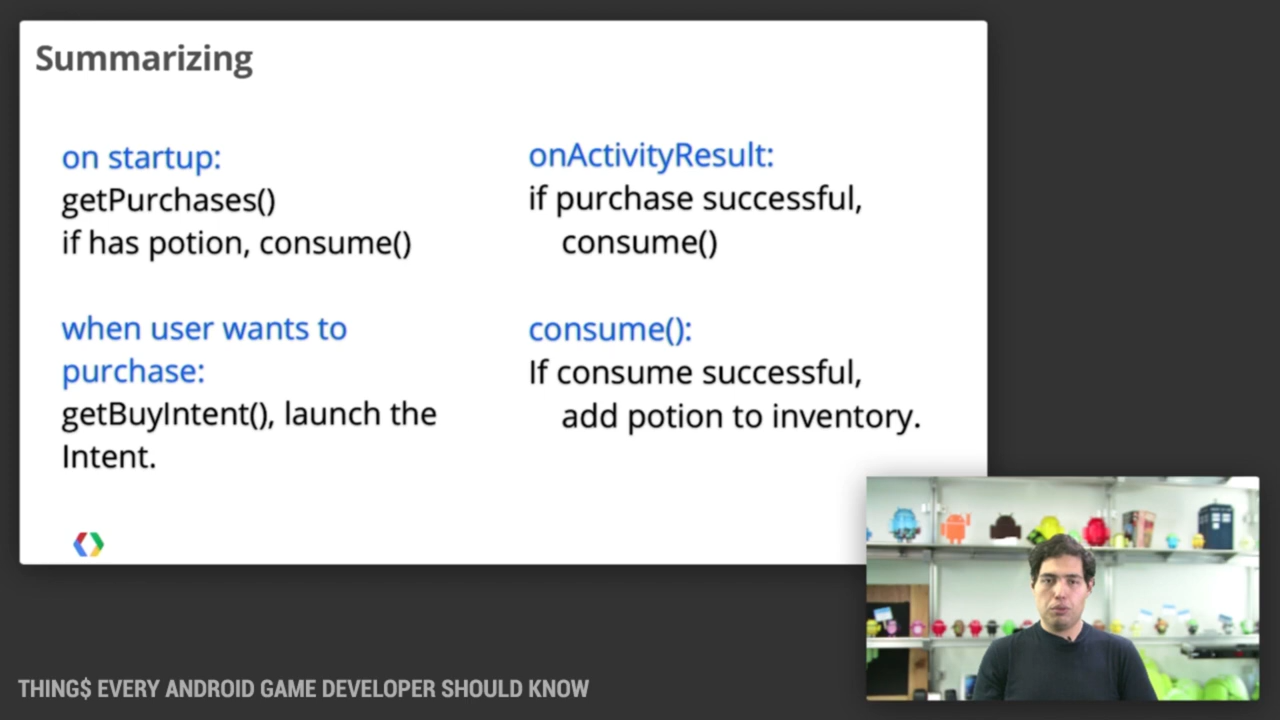 Summarizing
on startup:
getPurchases()
if has potion, consume()
when user wants to
purchase:
getBuyIntent(), launch the
Intent.
onActivityResult:
if purchase successful,
consume()
consume():
If consume successful,
add potion to inventory.
THING$ EVERY ANDROID GAME DEVELOPER SHOULD KNOW